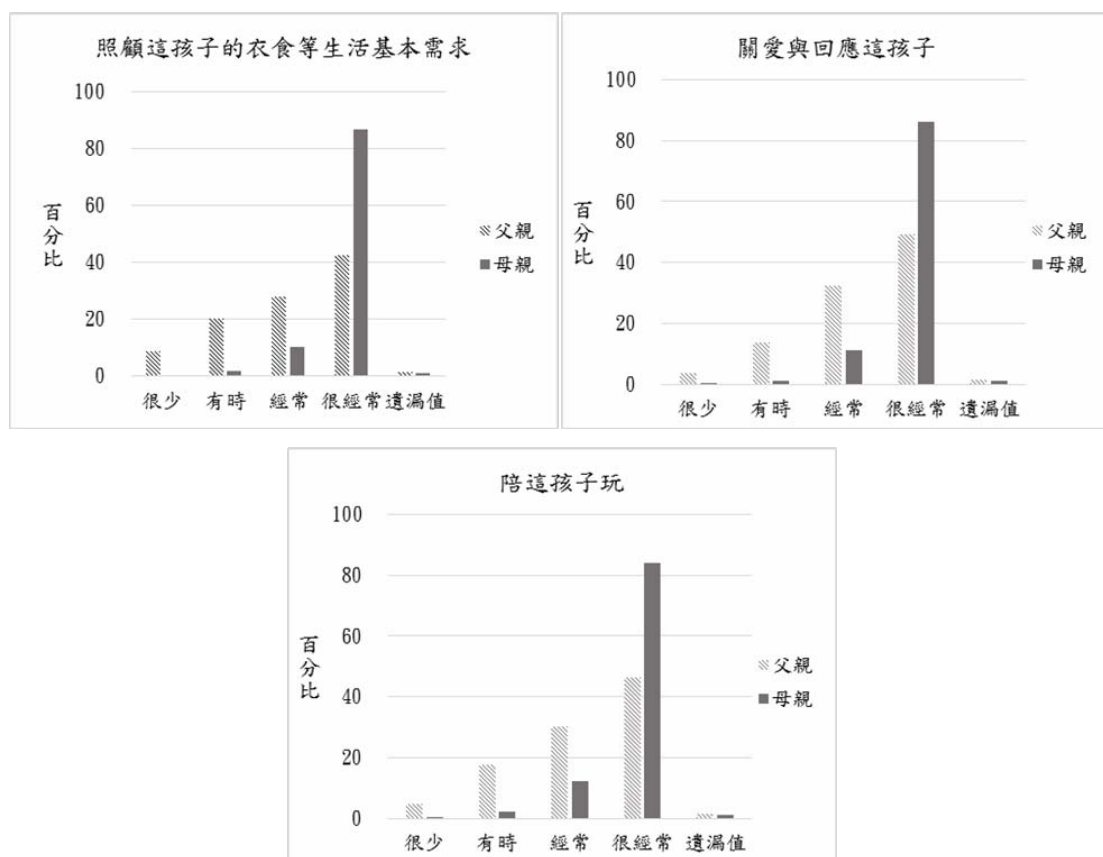 照顧這孩子的衣食等生活基本需求
100
80
60
40
20
0
百分比
很少 有時 經常 很經常 遺漏值
父親
母親
關愛與回應這孩子
100
80
60
40
20
0
百分比
很少 有時 經常 很經常 遺漏值
父親
母親
陪這孩子玩
100
80
60
40
20
0
百分比
很少 有時 經常 很經常 遺漏值
父親
母親